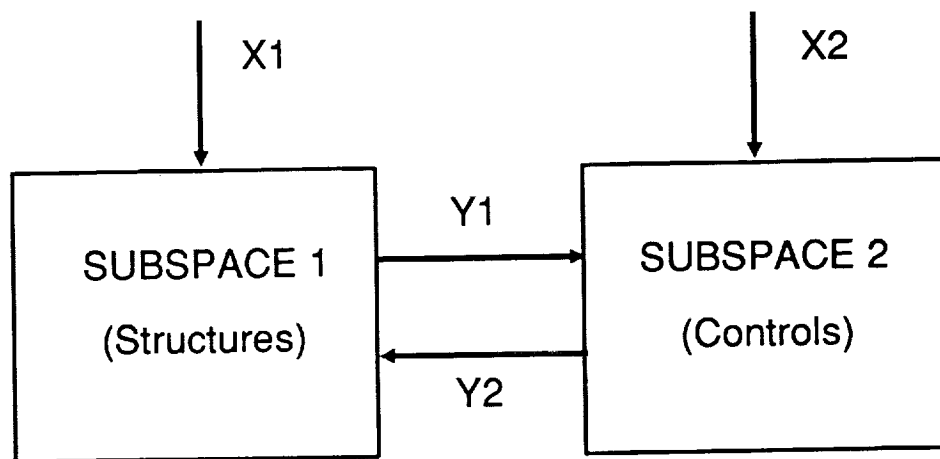 X1
X2
Y1
SUBSPACE 1
(Structures)
SUBSPACE 2
(Controls)
Y2